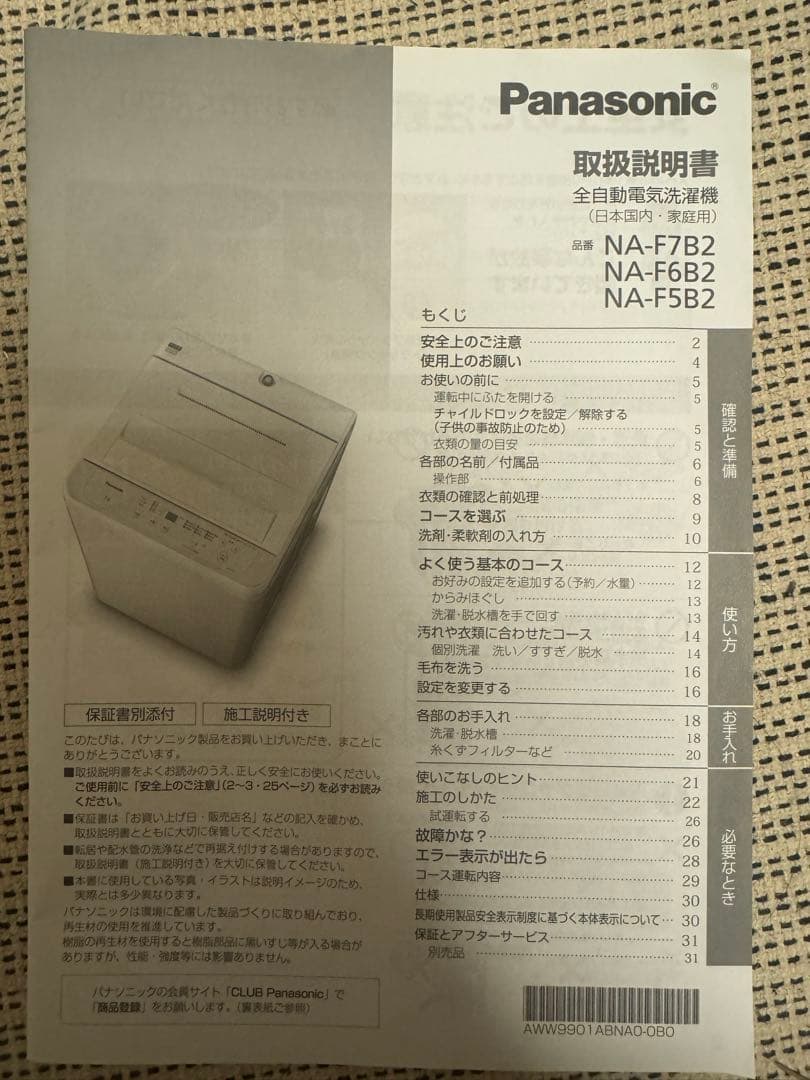 Panasonic®
取扱説明書
全自動電気洗濯機
(日本国内・家庭用)
品番 NA-F7B2
NA-F6B2
NA-F5B2
もくじ
安全上のご注意 2
使用上のお願い 4
お使いの前に 5
運転中にふたを開ける 5
チャイルドロックを設定/解除する
(子供の事故防止のため) 5
衣類の量の目安 5
各部の名前/付属品 6
操作部 6
衣類の確認と前処理 8
コースを選ぶ 9
洗剤・柔軟剤の入れ方 10
確認と準備
よく使う基本のコース 12
お好みの設定を追加する(予約/水量) 12
からみほぐし 13
洗濯・脱水槽を手で回す 13
汚れや衣類に合わせたコース 14
個別洗濯 洗い/すすぎ/脱水 14
毛布を洗う 16
設定を変更する 16
使い方
各部のお手入れ 18
洗濯・脱水槽 18
糸くずフィルターなど 20
お手入れ
使いこなしのヒント 21
施工のしかた 22
試運転する 26
故障かな? 26
エラー表示が出たら 28
コース運転内容 29
仕様 30
長期使用製品安全表示制度に基づく本体表示について 30
保証とアフターサービス 31
別売品 31
必要なとき
Panasonic
保証書別添付
施工説明付き
このたびは、パナソニック製品をお買い上げいただき、まことに
ありがとうございます。
■取扱説明書をよくお読みのうえ、正しく安全にお使いください。
ご使用前に「安全上のご注意」(2~3・25ページ)を必ずお読み
ください。
■保証書は「お買い上げ日・販売店名」などの記入を確かめ、
取扱説明書とともに大切に保管してください。
■転居や配水管の洗浄などで再据え付けする場合がありますので、
取扱説明書(施工説明付き)を大切に保管してください。
■本書に使用している写真・イラストは説明イメージのため、
実際とは多少異なります。
パナソニックは環境に配慮した製品づくりに取り組んでおり、
再生材の使用を推進しています。
樹脂の再生材を使用すると樹脂部品に黒いすじ等が入る場合が
ありますが、性能・強度等には影響ありません。
パナソニックの会員サイト「CLUB Panasonic」で
「商品登録」をお願いします。(裏表紙ご参照)
AWW9901ABNA0-0B0